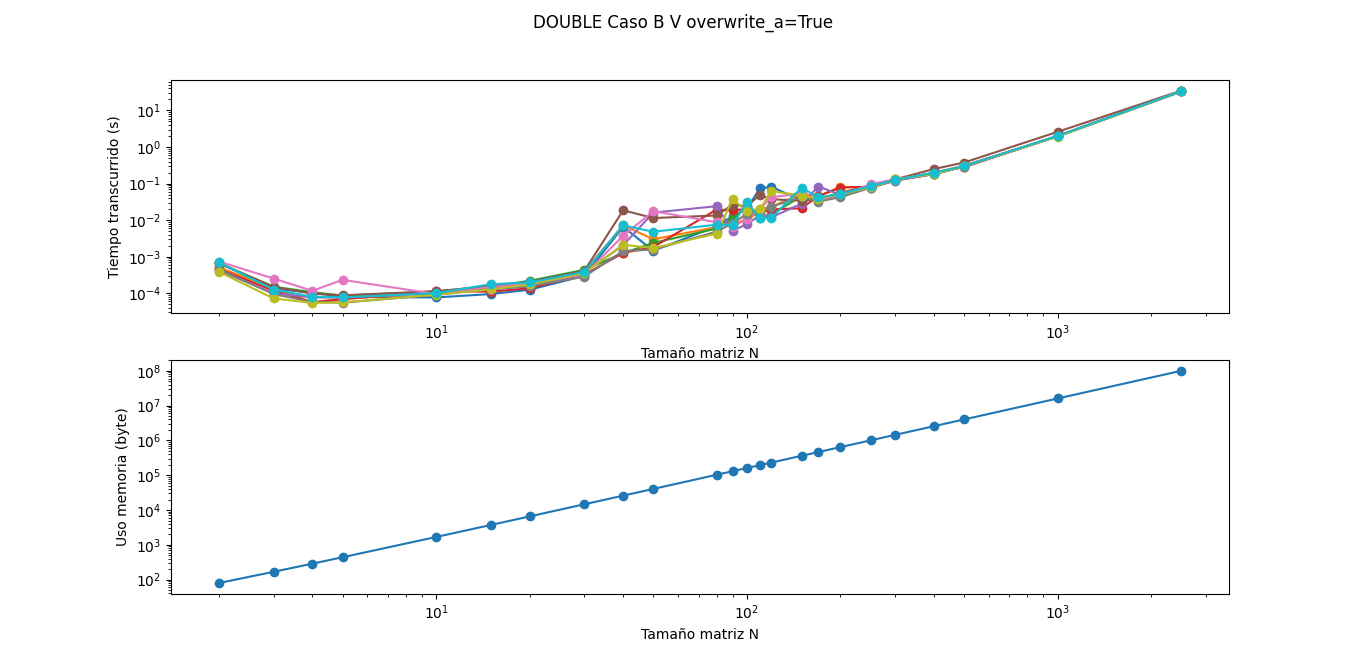 DOUBLE Caso B V overwrite_a=True
Tiempo transcurrido (s)
10¹
10⁰
10⁻¹
10⁻²
10⁻³
10⁻⁴
10¹ 10² 10³
Tamaño matriz N
Uso memoria (byte)
10⁸
10⁷
10⁶
10⁵
10⁴
10³
10²
10¹ 10² 10³
Tamaño matriz N